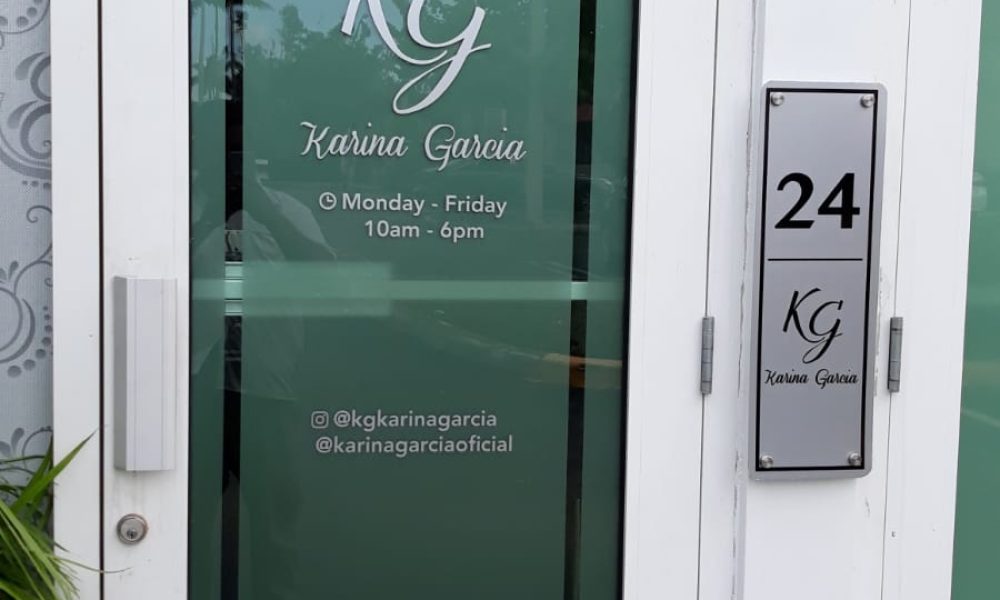 KG
Karina Garcia
Monday - Friday
10am - 6pm
@kgkarinagarcia
@karinagarciaoficial
24
KG
Karina Garcia